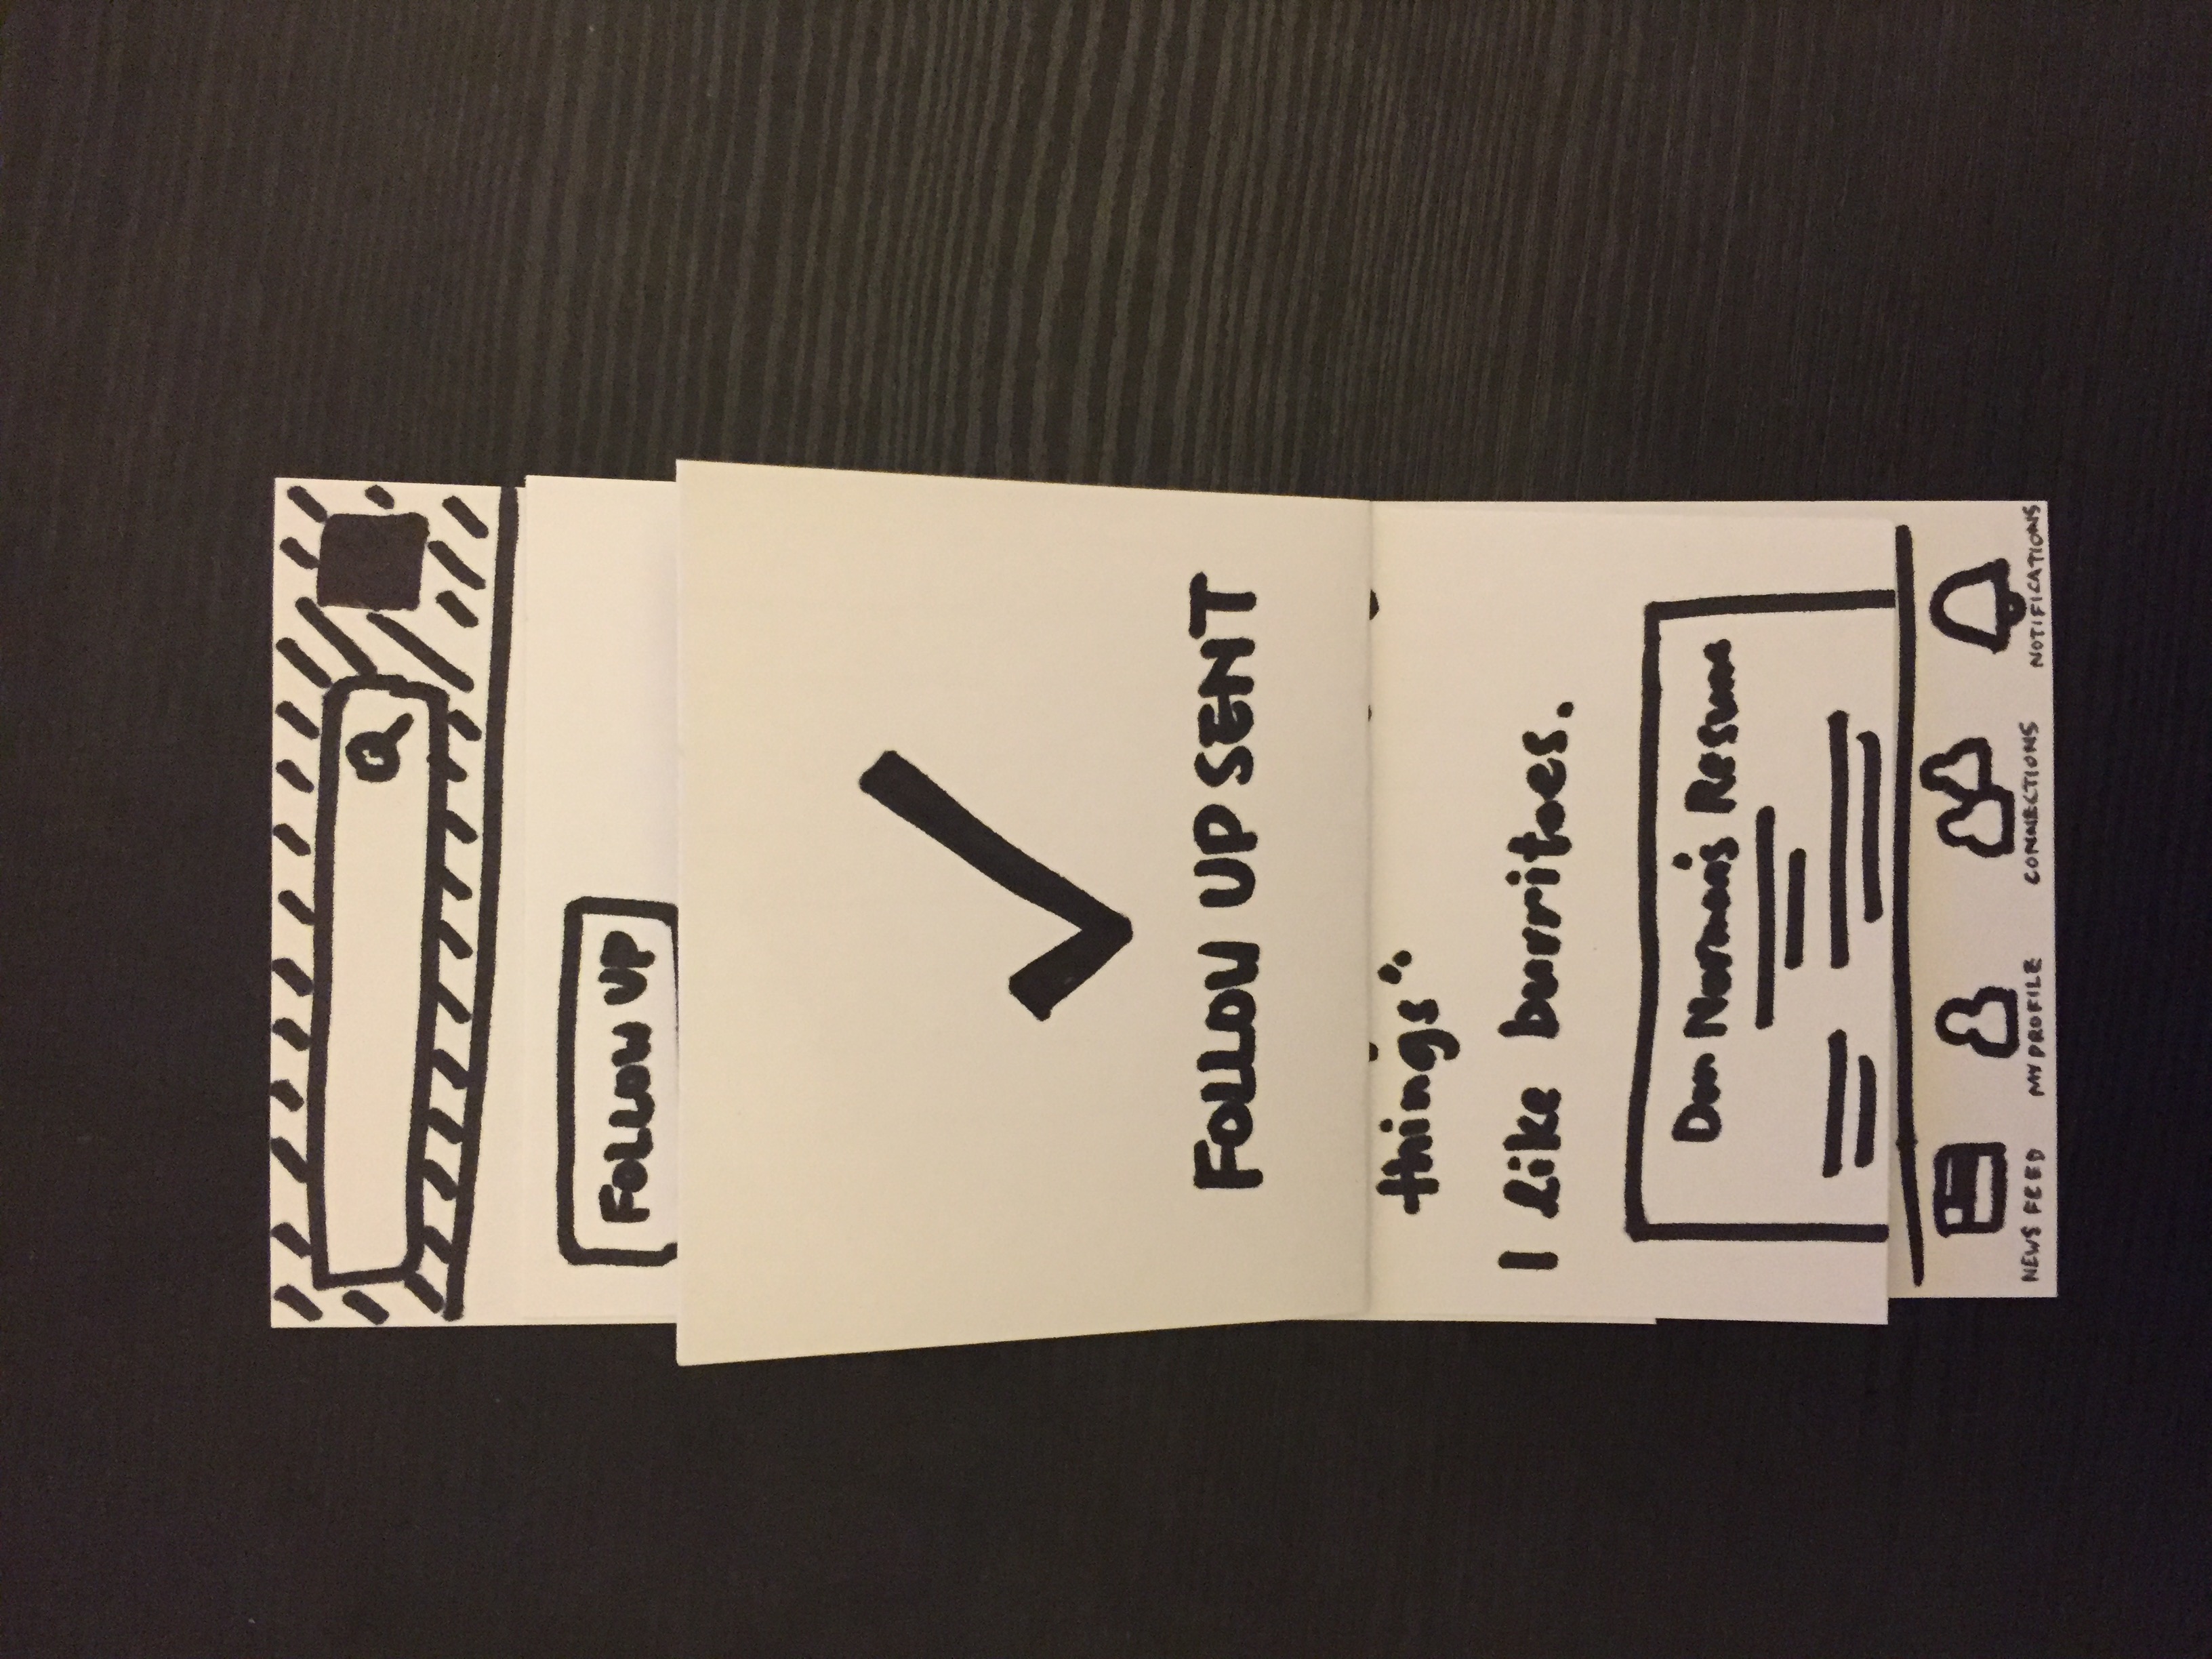 FOLLOW UP
FOLLOW UP SENT
things"
I like burritoes.
Don Norman's Resume
NEWS FEED
MY PROFILE
CONNECTIONS
NOTIFICATIONS